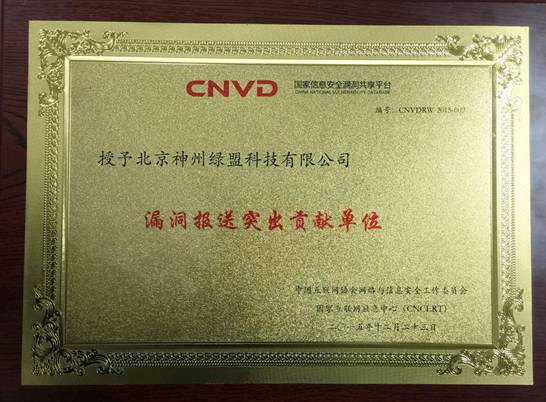 CNVD 国家信息安全漏洞共享平台
CHINA NATIONAL VULNERABILITY DATABASE
编号：CNVDRW-2015-007
授予北京神州绿盟科技有限公司
漏洞报送突出贡献单位
中国互联网协会网络与信息安全工作委员会
国家互联网应急中心（CNCERT）
二〇一五年十二月二十三日